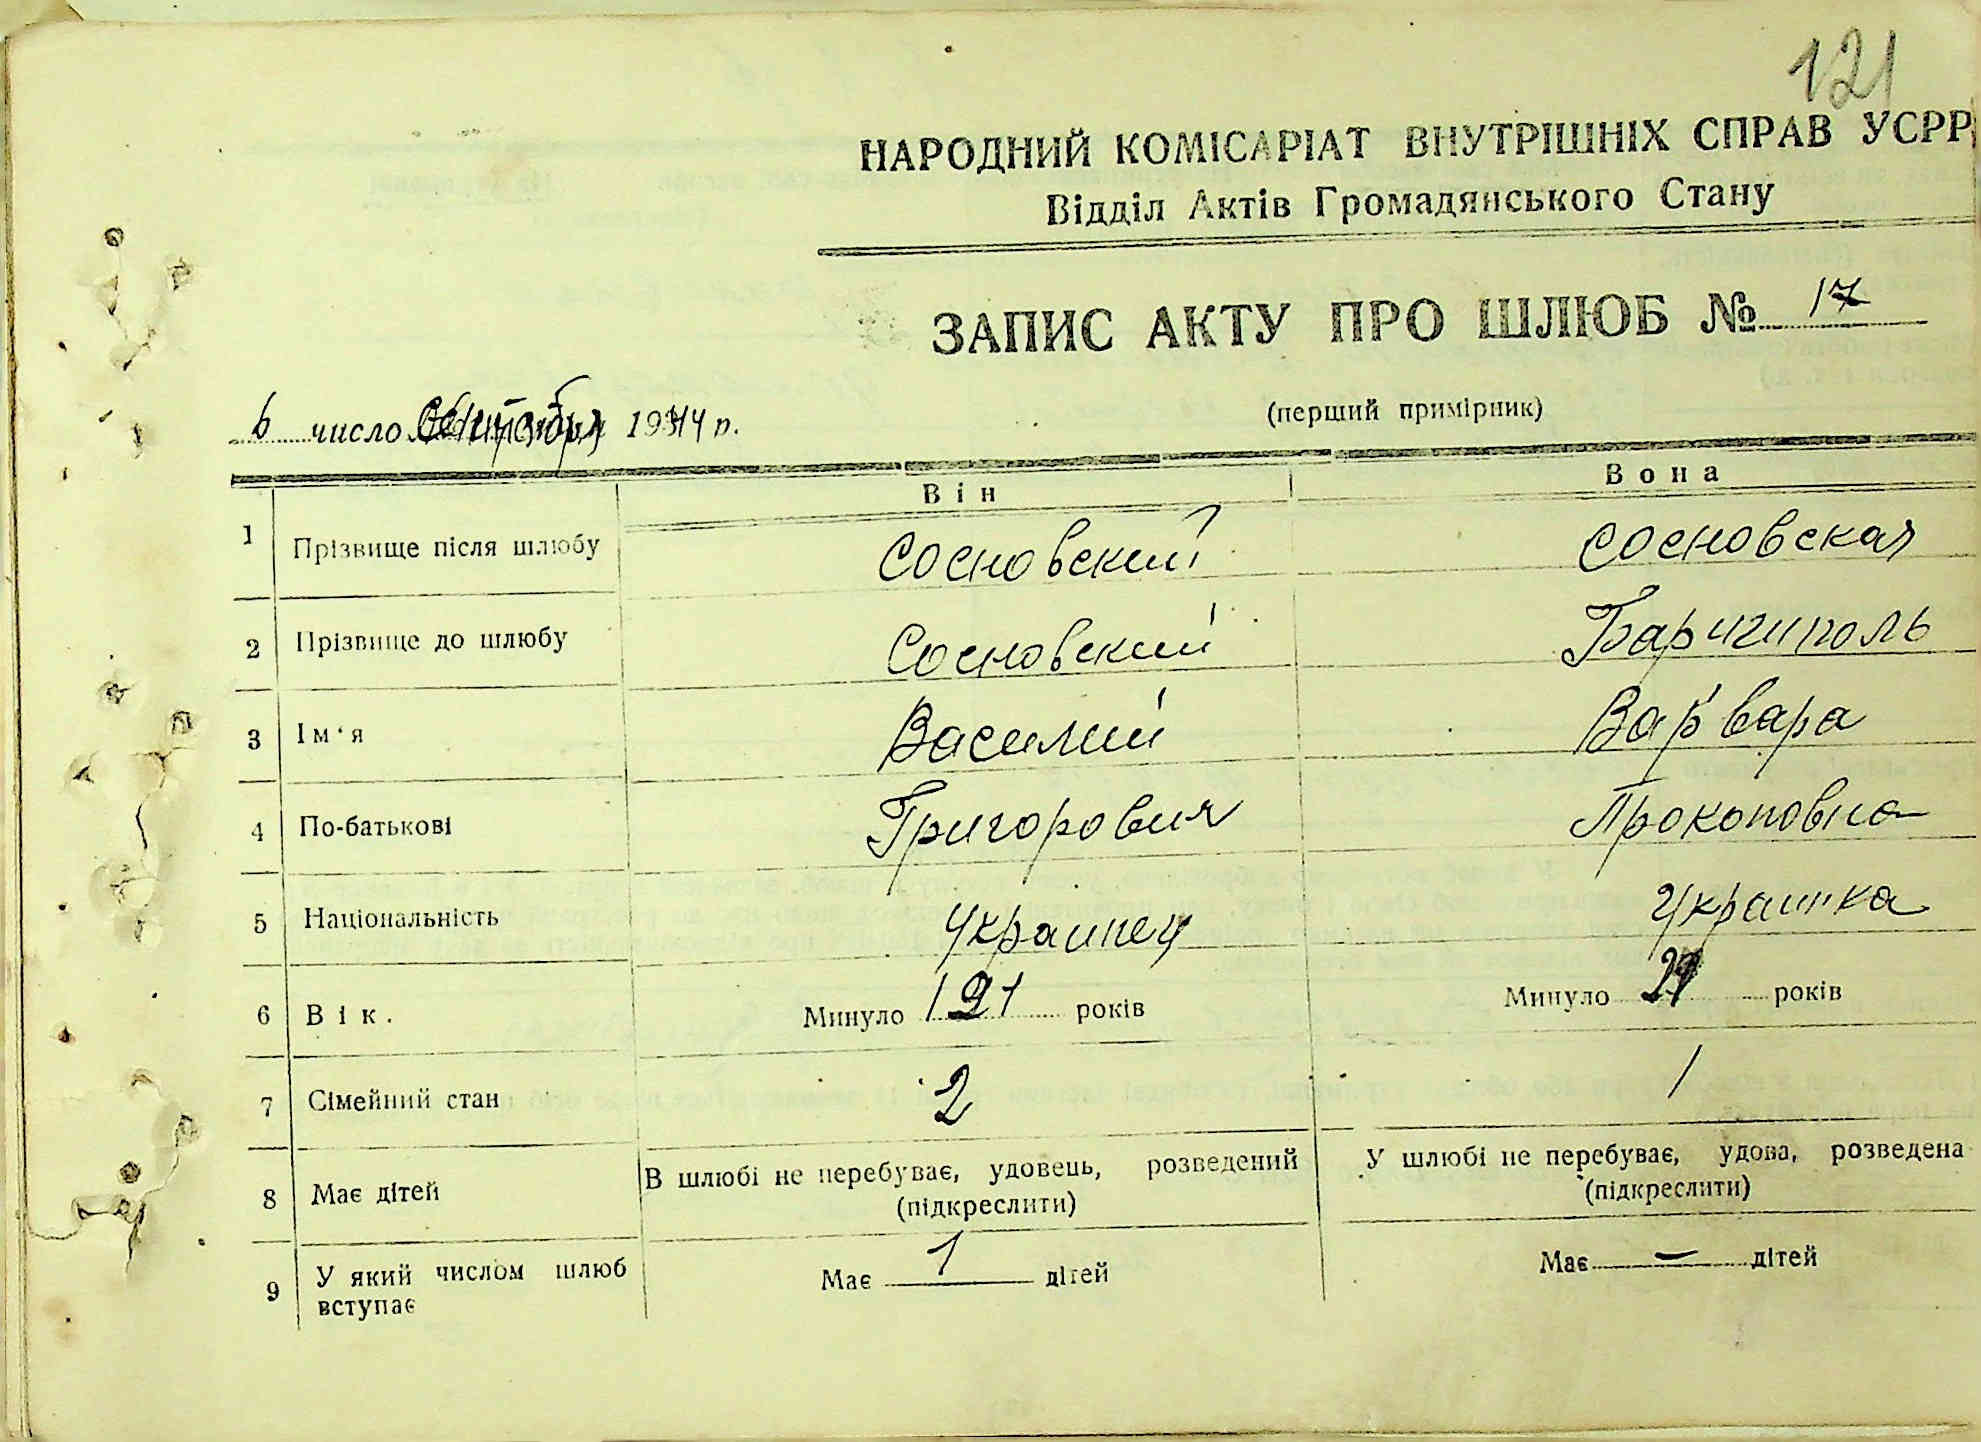 121
НАРОДНИЙ КОМІСАРІАТ ВНУТРІШНІХ СПРАВ УСРР
Відділ Актів Громадянського Стану
ЗАПИС АКТУ ПРО ШЛЮБ № 17
6 число 1944 р.
(перший примірник)
Він Вона
1 Прізвище після шлюбу Сосновский Сосновская
2 Прізвище до шлюбу Сосновский
3 Ім'я Василий Варвара
4 По-батькові Григорович Прокоповна
5 Національність Украинец Украинка
6 Вік. Минуло років Минуло років
7 Сімейний стан 2 1
8 Має дітей В шлюбі не перебуває, удовець, розведений (підкреслити) У шлюбі не перебуває, удова, розведена (підкреслити)
9 У який числом шлюб вступає Має 1 дітей Має — дітей